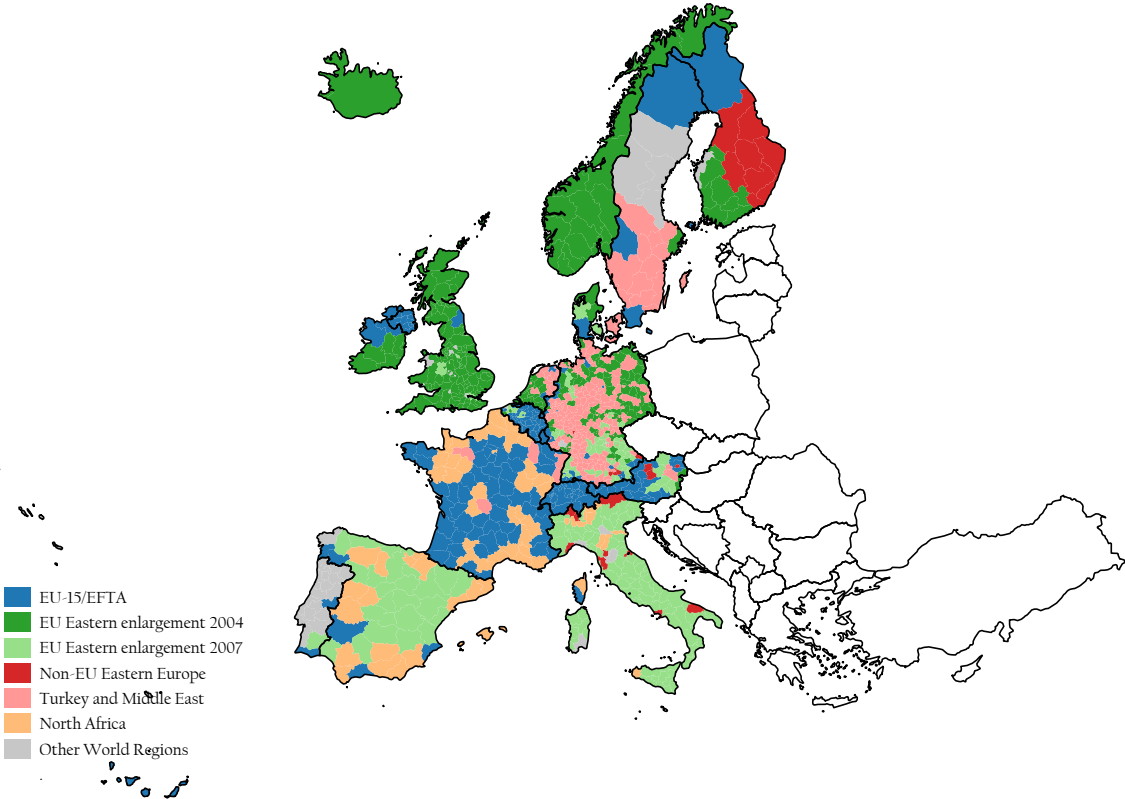 EU-15/EFTA
EU Eastern enlargement 2004
EU Eastern enlargement 2007
Non-EU Eastern Europe
Turkey and Middle East
North Africa
Other World Regions